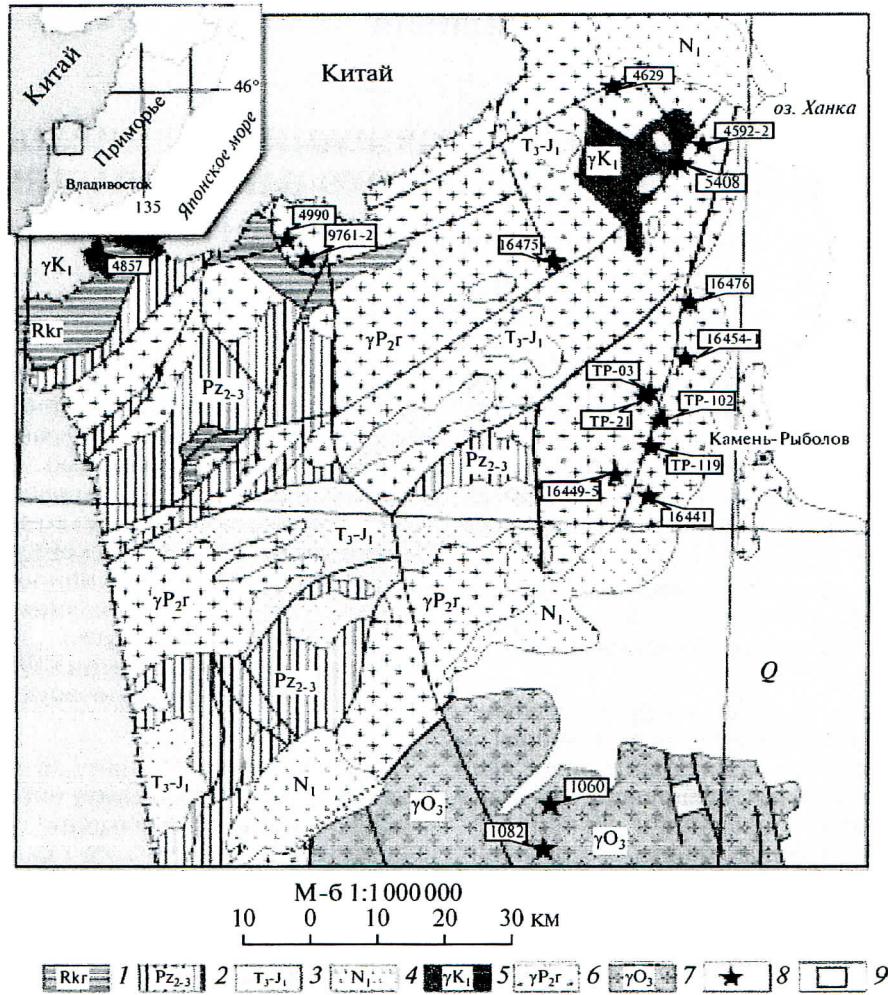 Китай
Китай
N₁
46°
4629
оз. Ханка
Приморье
Японское море
T₃-J₁
4592-2
γK₁
5408
Владивосток
135
4990
9761-2
16475
γK₁
4857
16476
Rkr
γP₂г
T₃-J₁
16454-1
TP-03
Pz₂₋₃
TP-21
TP-102
Камень-Рыболов
Pz₂₋₃
TP-119
16449-5
16441
T₃-J₁
γP₂г
γP₂г
N₁
Pz₂₋₃
Q
T₃-J₁
N₁
γO₃
1060
1082
γO₃
М-б 1:1 000 000
10 0 10 20 30 км
Rkr 1 Pz₂₋₃ 2 T₃-J₁ 3 N₁ 4 γK₁ 5 γP₂г 6 γO₃ 7 8 9